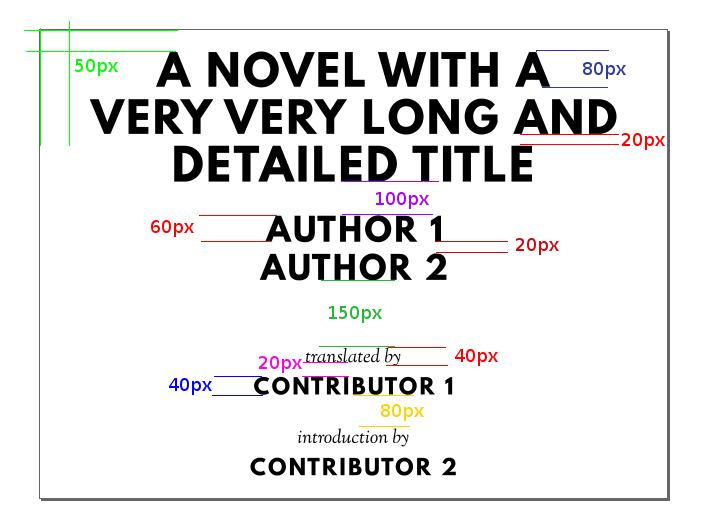 50px
A NOVEL WITH A
80px
VERY VERY LONG AND
20px
DETAILED TITLE
100px
60px
AUTHOR 1
20px
AUTHOR 2
150px
translated by
40px
20px
40px
CONTRIBUTOR 1
80px
introduction by
CONTRIBUTOR 2